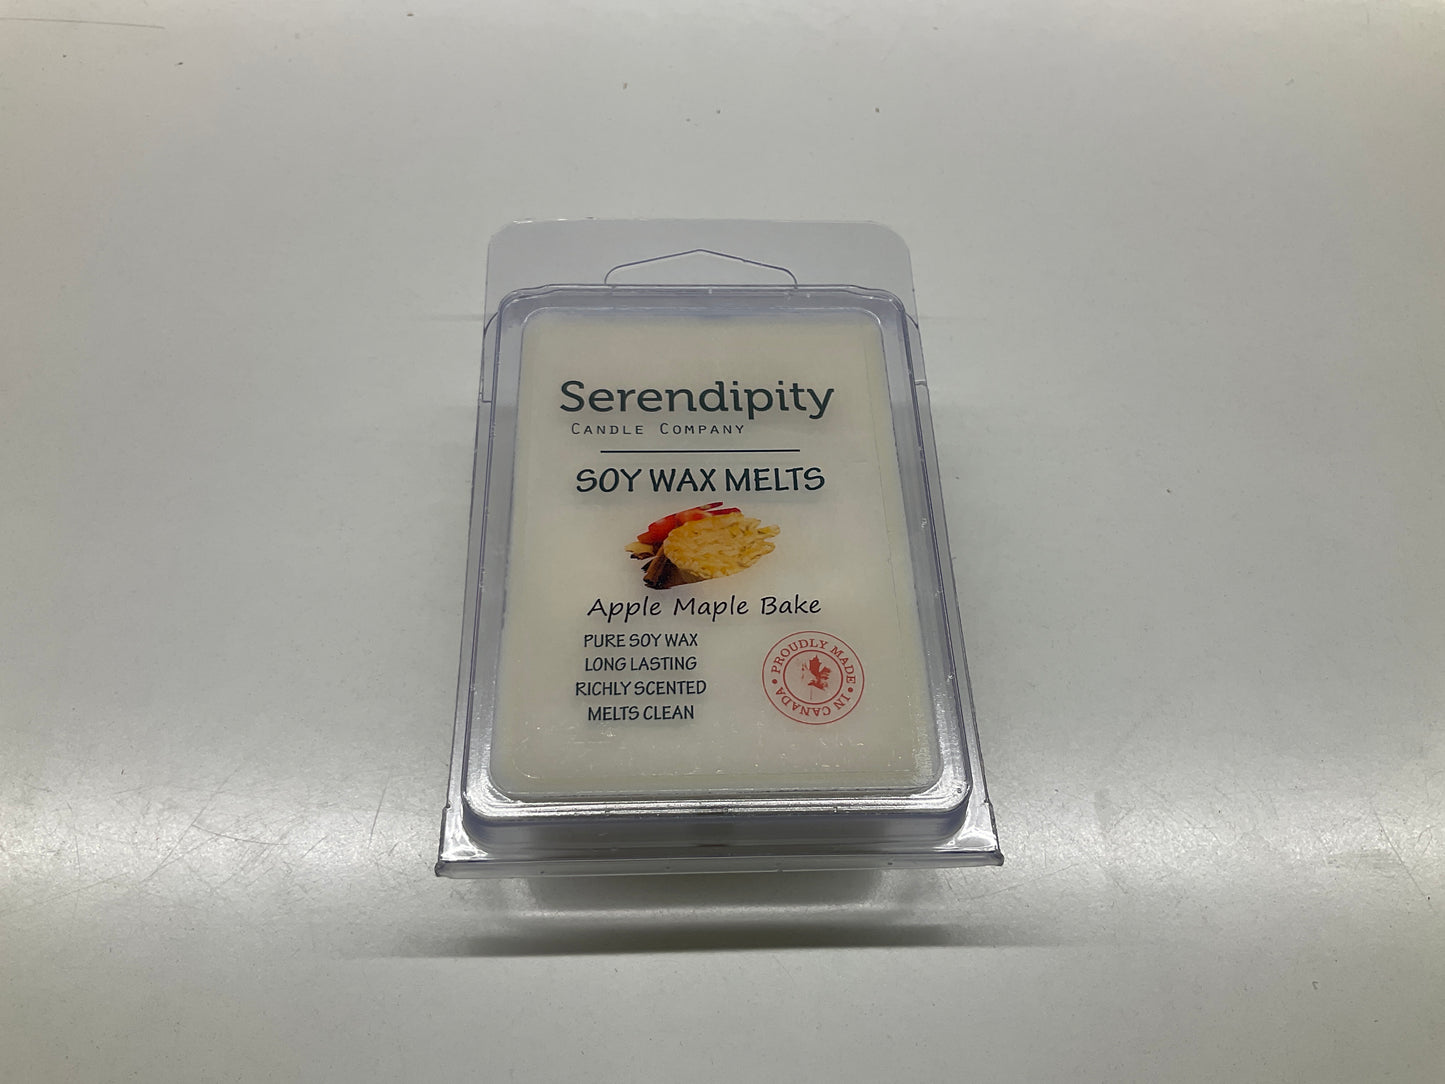 Serendipity
CANDLE COMPANY
SOY WAX MELTS
Apple Maple Bake
PURE SOY WAX
LONG LASTING
RICHLY SCENTED
MELTS CLEAN
PROUDLY MADE • IN CANADA •